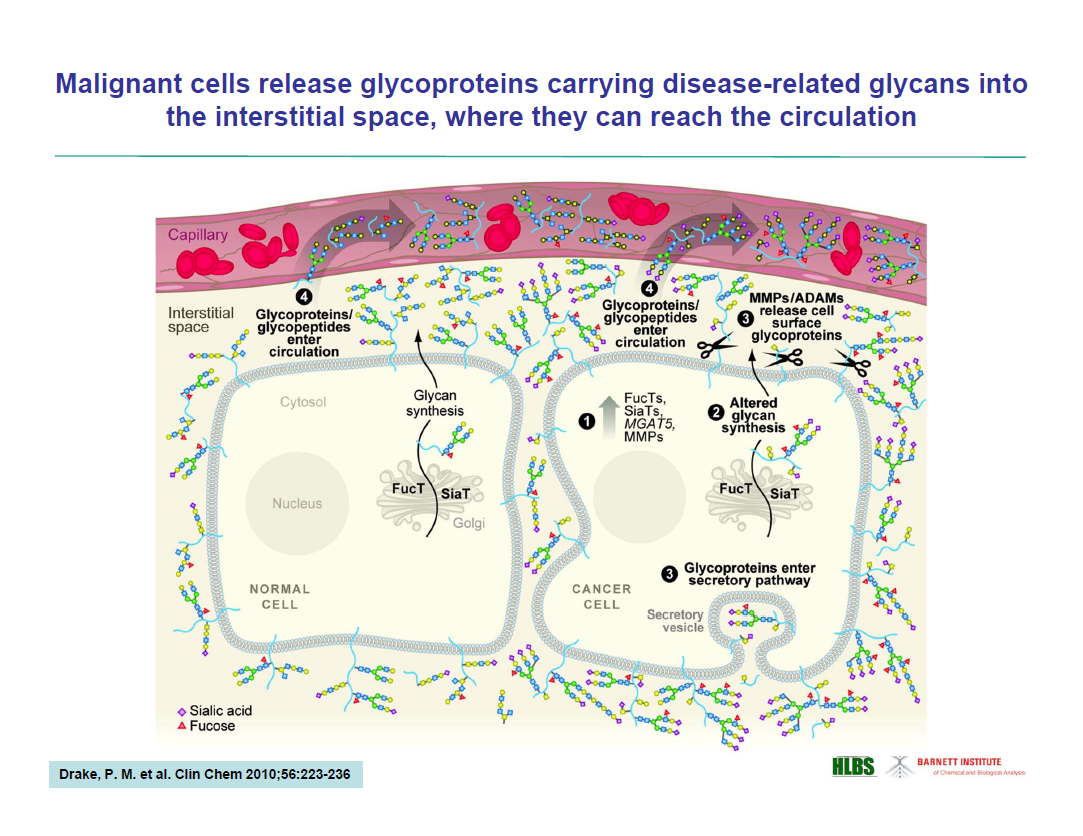 Malignant cells release glycoproteins carrying disease-related glycans into
the interstitial space, where they can reach the circulation
Capillary
Interstitial
space
4
Glycoproteins/
glycopeptides
enter
circulation
4
Glycoproteins/
glycopeptides
enter
circulation
MMPs/ADAMs
3 release cell
surface
glycoproteins
Cytosol
Glycan
synthesis
1
FucTs,
SiaTs,
MGAT5,
MMPs
2 Altered
glycan
synthesis
Nucleus
FucT
SiaT
Golgi
FucT
SiaT
NORMAL
CELL
3 Glycoproteins enter
secretory pathway
CANCER
CELL
Secretory
vesicle
Sialic acid
Fucose
Drake, P. M. et al. Clin Chem 2010;56:223-236
HLBS
BARNETT INSTITUTE
of Chemical and Biological Analysis